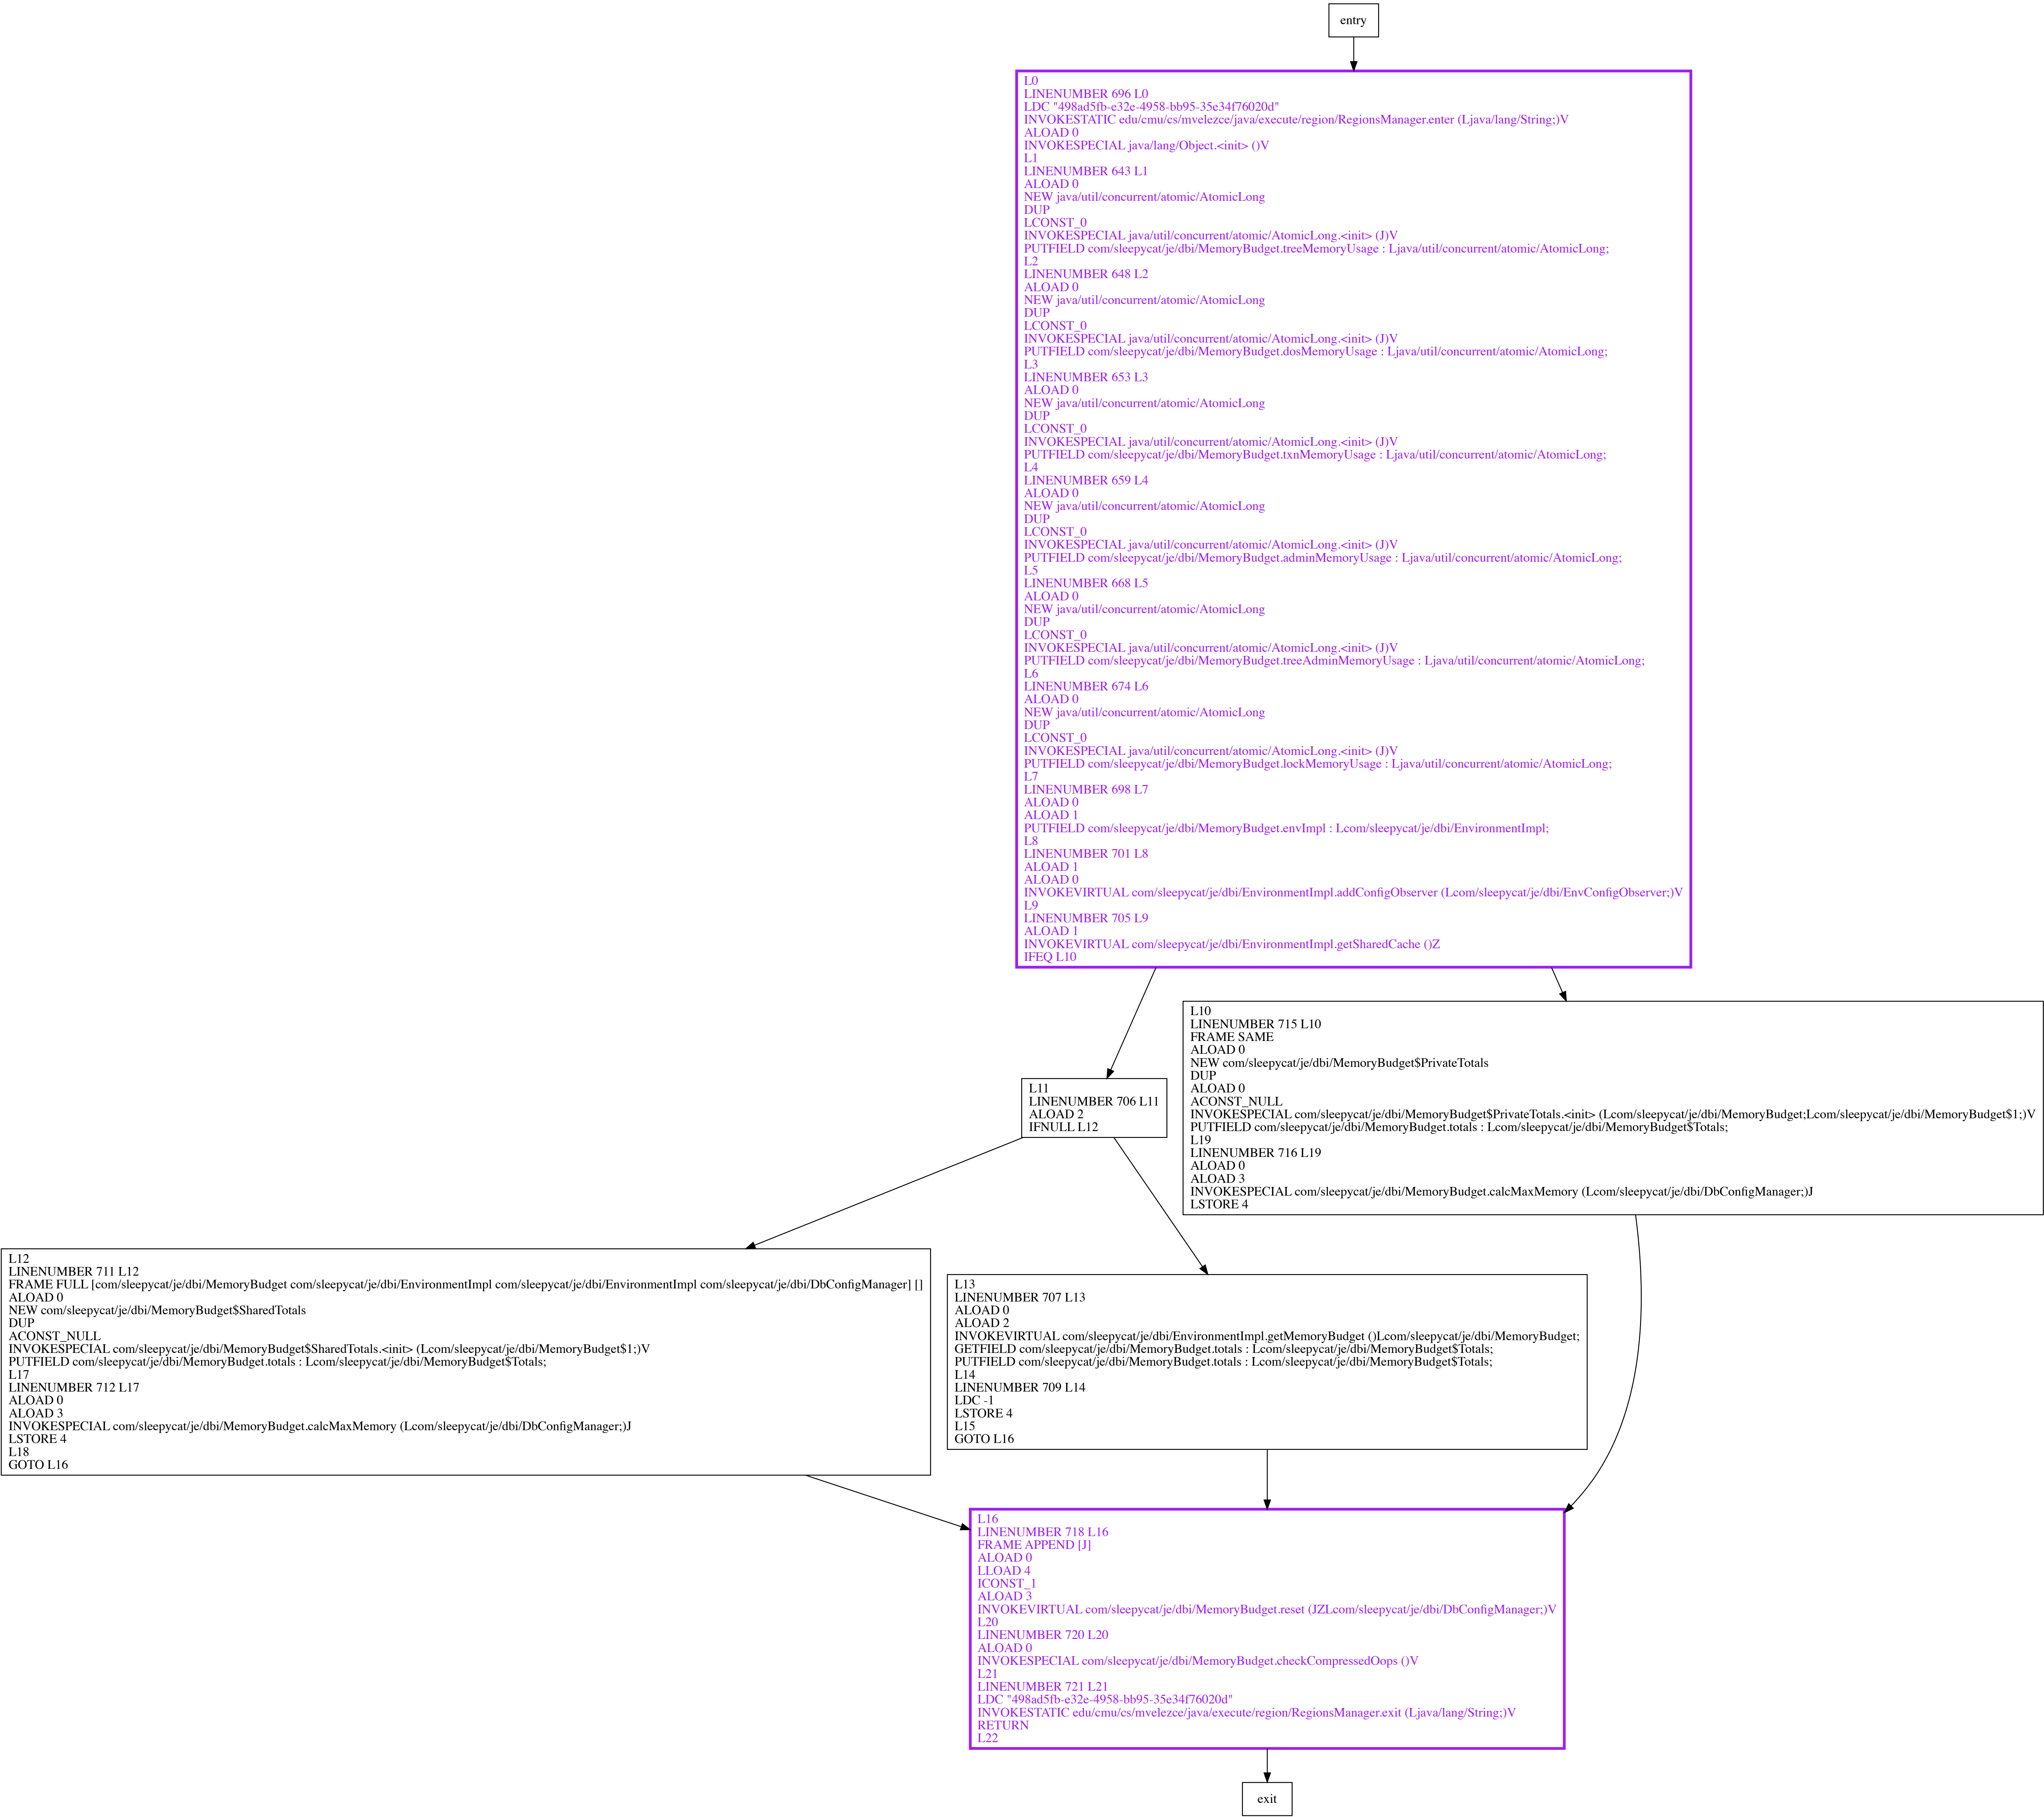 entry
L0
LINENUMBER 696 L0
LDC "498ad5fb-e32e-4958-bb95-35e34f76020d"
INVOKESTATIC edu/cmu/cs/mvelezce/java/execute/region/RegionsManager.enter (Ljava/lang/String;)V
ALOAD 0
INVOKESPECIAL java/lang/Object.<init> ()V
L1
LINENUMBER 643 L1
ALOAD 0
NEW java/util/concurrent/atomic/AtomicLong
DUP
LCONST_0
INVOKESPECIAL java/util/concurrent/atomic/AtomicLong.<init> (J)V
PUTFIELD com/sleepycat/je/dbi/MemoryBudget.treeMemoryUsage : Ljava/util/concurrent/atomic/AtomicLong;
L2
LINENUMBER 648 L2
ALOAD 0
NEW java/util/concurrent/atomic/AtomicLong
DUP
LCONST_0
INVOKESPECIAL java/util/concurrent/atomic/AtomicLong.<init> (J)V
PUTFIELD com/sleepycat/je/dbi/MemoryBudget.dosMemoryUsage : Ljava/util/concurrent/atomic/AtomicLong;
L3
LINENUMBER 653 L3
ALOAD 0
NEW java/util/concurrent/atomic/AtomicLong
DUP
LCONST_0
INVOKESPECIAL java/util/concurrent/atomic/AtomicLong.<init> (J)V
PUTFIELD com/sleepycat/je/dbi/MemoryBudget.txnMemoryUsage : Ljava/util/concurrent/atomic/AtomicLong;
L4
LINENUMBER 659 L4
ALOAD 0
NEW java/util/concurrent/atomic/AtomicLong
DUP
LCONST_0
INVOKESPECIAL java/util/concurrent/atomic/AtomicLong.<init> (J)V
PUTFIELD com/sleepycat/je/dbi/MemoryBudget.adminMemoryUsage : Ljava/util/concurrent/atomic/AtomicLong;
L5
LINENUMBER 668 L5
ALOAD 0
NEW java/util/concurrent/atomic/AtomicLong
DUP
LCONST_0
INVOKESPECIAL java/util/concurrent/atomic/AtomicLong.<init> (J)V
PUTFIELD com/sleepycat/je/dbi/MemoryBudget.treeAdminMemoryUsage : Ljava/util/concurrent/atomic/AtomicLong;
L6
LINENUMBER 674 L6
ALOAD 0
NEW java/util/concurrent/atomic/AtomicLong
DUP
LCONST_0
INVOKESPECIAL java/util/concurrent/atomic/AtomicLong.<init> (J)V
PUTFIELD com/sleepycat/je/dbi/MemoryBudget.lockMemoryUsage : Ljava/util/concurrent/atomic/AtomicLong;
L7
LINENUMBER 698 L7
ALOAD 0
ALOAD 1
PUTFIELD com/sleepycat/je/dbi/MemoryBudget.envImpl : Lcom/sleepycat/je/dbi/EnvironmentImpl;
L8
LINENUMBER 701 L8
ALOAD 1
ALOAD 0
INVOKEVIRTUAL com/sleepycat/je/dbi/EnvironmentImpl.addConfigObserver (Lcom/sleepycat/je/dbi/EnvConfigObserver;)V
L9
LINENUMBER 705 L9
ALOAD 1
INVOKEVIRTUAL com/sleepycat/je/dbi/EnvironmentImpl.getSharedCache ()Z
IFEQ L10
L10
LINENUMBER 715 L10
FRAME SAME
ALOAD 0
NEW com/sleepycat/je/dbi/MemoryBudget$PrivateTotals
DUP
ALOAD 0
ACONST_NULL
INVOKESPECIAL com/sleepycat/je/dbi/MemoryBudget$PrivateTotals.<init> (Lcom/sleepycat/je/dbi/MemoryBudget;Lcom/sleepycat/je/dbi/MemoryBudget$1;)V
PUTFIELD com/sleepycat/je/dbi/MemoryBudget.totals : Lcom/sleepycat/je/dbi/MemoryBudget$Totals;
L19
LINENUMBER 716 L19
ALOAD 0
ALOAD 3
INVOKESPECIAL com/sleepycat/je/dbi/MemoryBudget.calcMaxMemory (Lcom/sleepycat/je/dbi/DbConfigManager;)J
LSTORE 4
L11
LINENUMBER 706 L11
ALOAD 2
IFNULL L12
L12
LINENUMBER 711 L12
FRAME FULL [com/sleepycat/je/dbi/MemoryBudget com/sleepycat/je/dbi/EnvironmentImpl com/sleepycat/je/dbi/EnvironmentImpl com/sleepycat/je/dbi/DbConfigManager] []
ALOAD 0
NEW com/sleepycat/je/dbi/MemoryBudget$SharedTotals
DUP
ACONST_NULL
INVOKESPECIAL com/sleepycat/je/dbi/MemoryBudget$SharedTotals.<init> (Lcom/sleepycat/je/dbi/MemoryBudget$1;)V
PUTFIELD com/sleepycat/je/dbi/MemoryBudget.totals : Lcom/sleepycat/je/dbi/MemoryBudget$Totals;
L17
LINENUMBER 712 L17
ALOAD 0
ALOAD 3
INVOKESPECIAL com/sleepycat/je/dbi/MemoryBudget.calcMaxMemory (Lcom/sleepycat/je/dbi/DbConfigManager;)J
LSTORE 4
L18
GOTO L16
L13
LINENUMBER 707 L13
ALOAD 0
ALOAD 2
INVOKEVIRTUAL com/sleepycat/je/dbi/EnvironmentImpl.getMemoryBudget ()Lcom/sleepycat/je/dbi/MemoryBudget;
GETFIELD com/sleepycat/je/dbi/MemoryBudget.totals : Lcom/sleepycat/je/dbi/MemoryBudget$Totals;
PUTFIELD com/sleepycat/je/dbi/MemoryBudget.totals : Lcom/sleepycat/je/dbi/MemoryBudget$Totals;
L14
LINENUMBER 709 L14
LDC -1
LSTORE 4
L15
GOTO L16
L16
LINENUMBER 718 L16
FRAME APPEND [J]
ALOAD 0
LLOAD 4
ICONST_1
ALOAD 3
INVOKEVIRTUAL com/sleepycat/je/dbi/MemoryBudget.reset (JZLcom/sleepycat/je/dbi/DbConfigManager;)V
L20
LINENUMBER 720 L20
ALOAD 0
INVOKESPECIAL com/sleepycat/je/dbi/MemoryBudget.checkCompressedOops ()V
L21
LINENUMBER 721 L21
LDC "498ad5fb-e32e-4958-bb95-35e34f76020d"
INVOKESTATIC edu/cmu/cs/mvelezce/java/execute/region/RegionsManager.exit (Ljava/lang/String;)V
RETURN
L22
exit